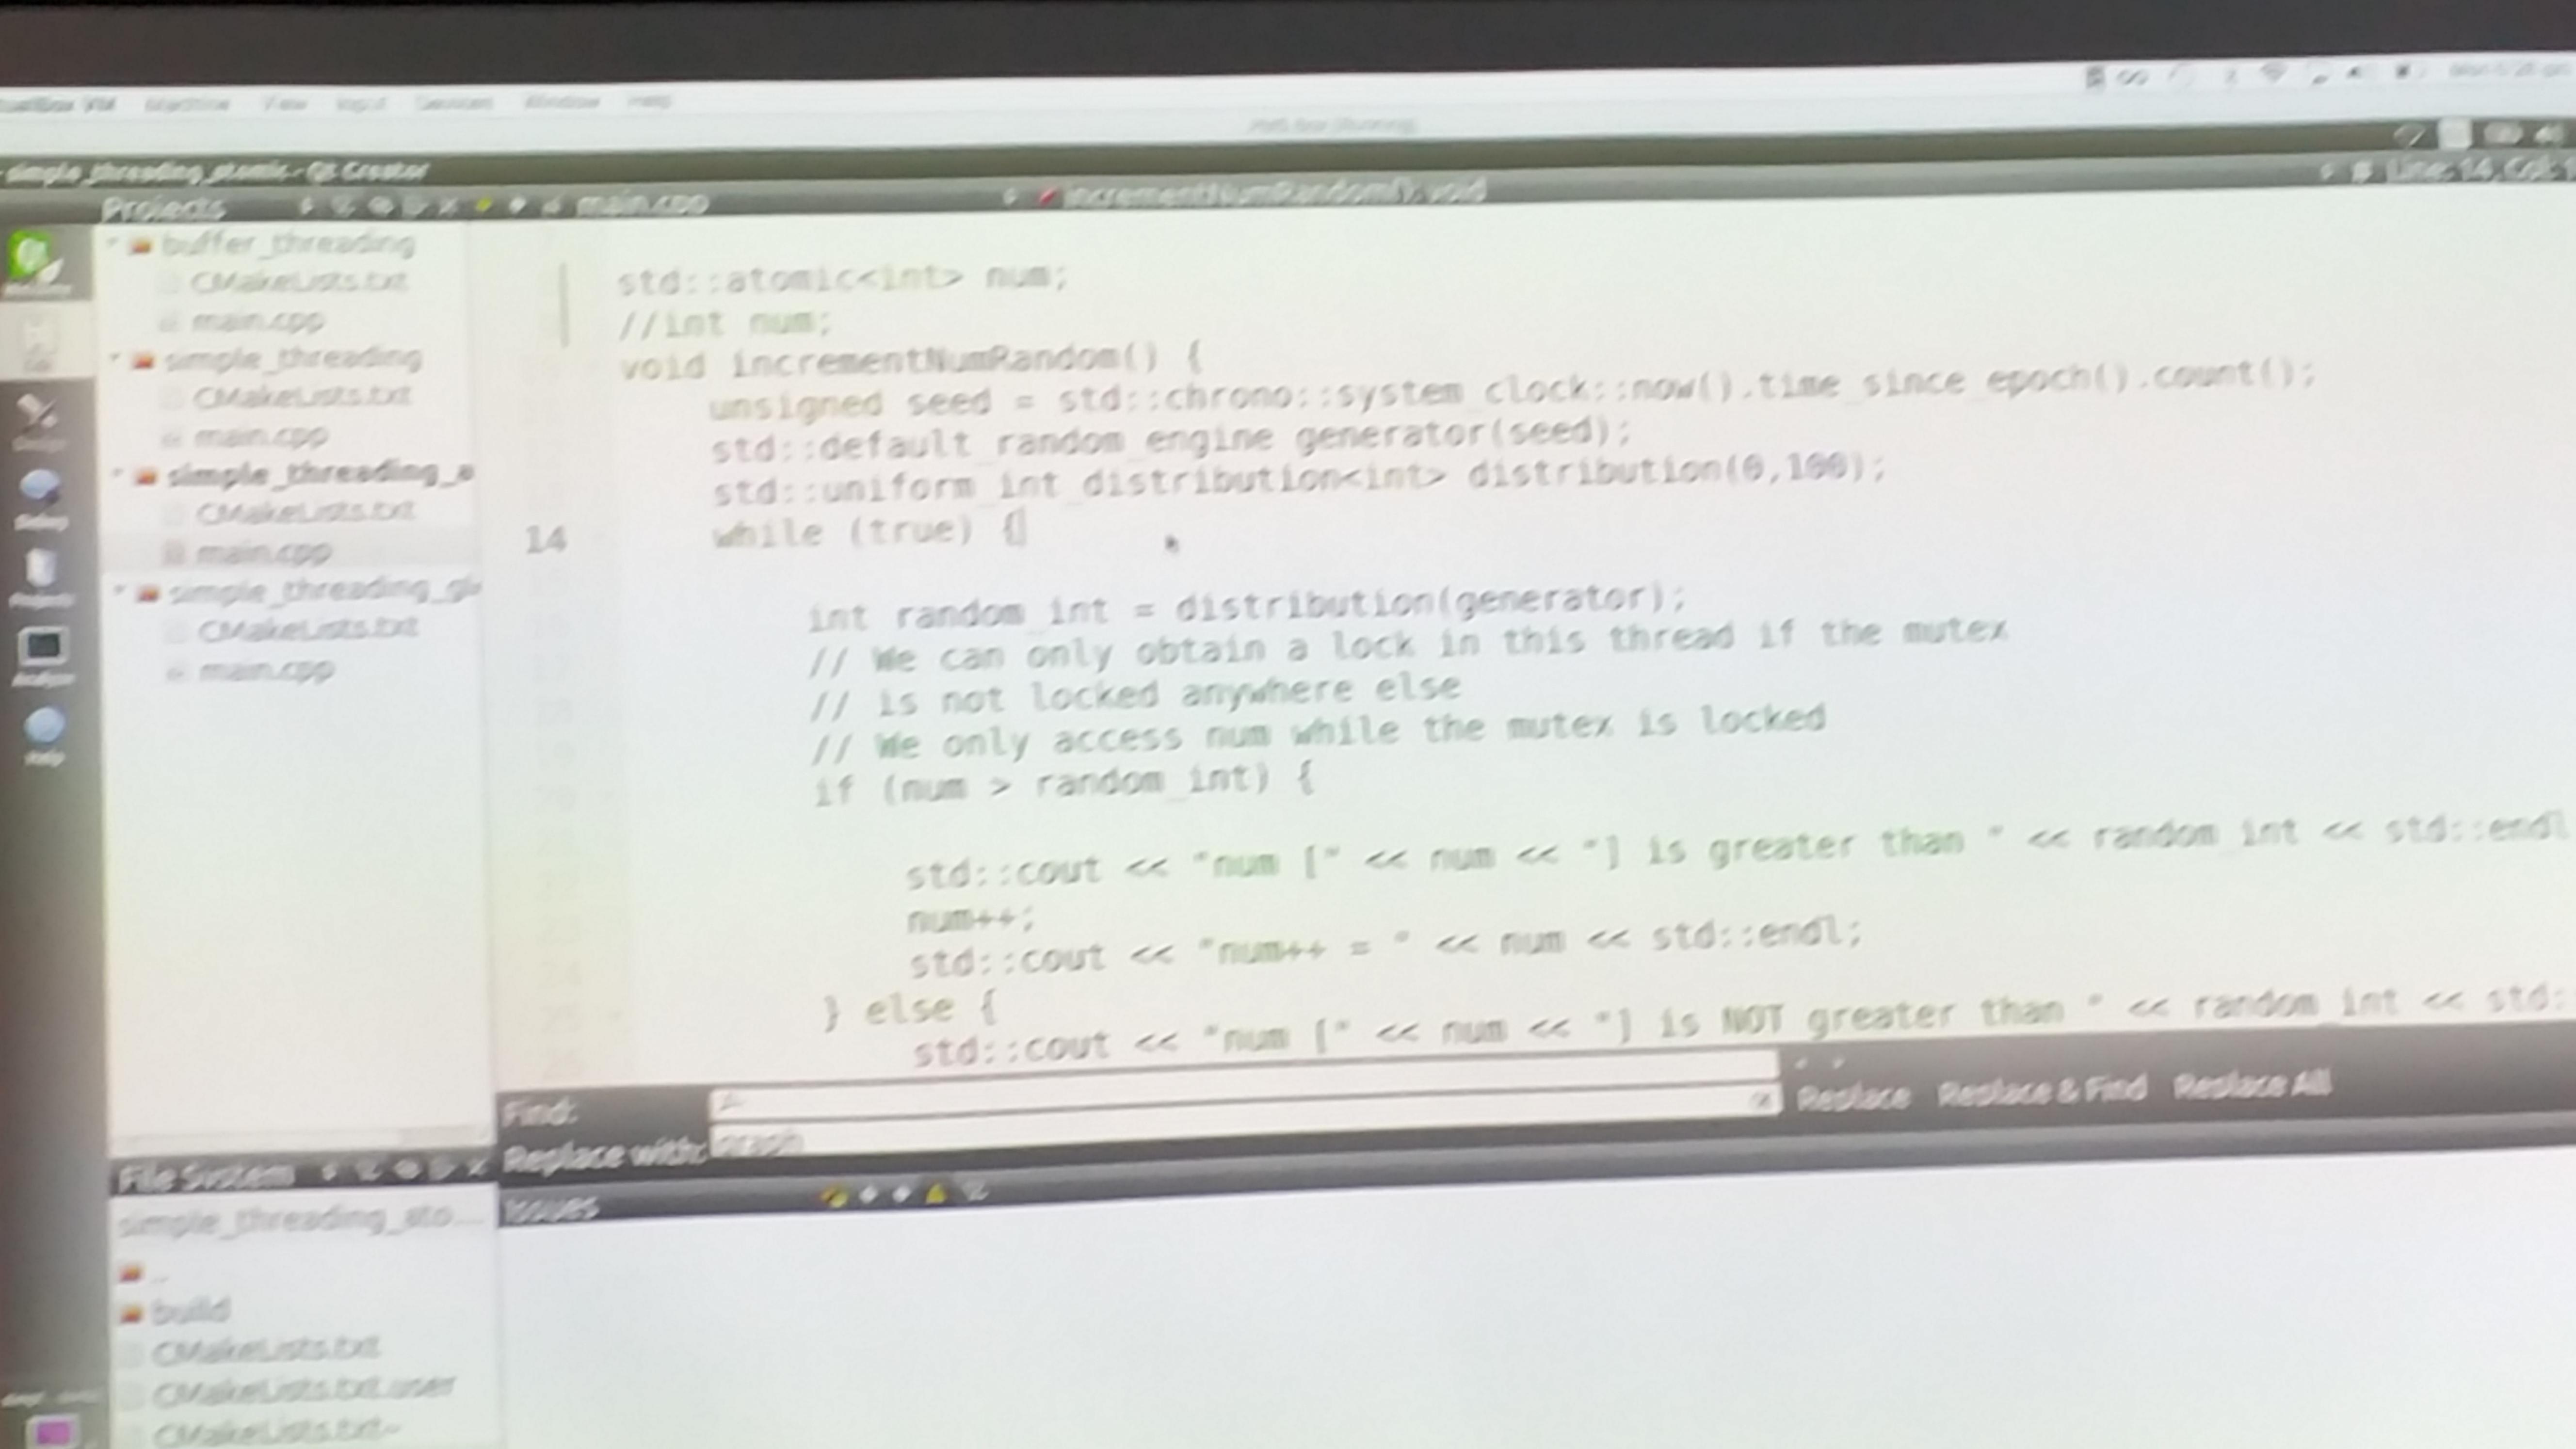 Machine View Input Devices Window Help
simple_threading_atomic - Qt Creator
Projects
main.cpp
incrementNumRandom(): void
Line: 14, Col:
buffer_threading
CMakeLists.txt
main.cpp
simple_threading
CMakeLists.txt
main.cpp
simple_threading_a
CMakeLists.txt
main.cpp
simple_threading_glo
CMakeLists.txt
main.cpp
Debug
Projects
Analyze
Help
std::atomic<int> num;
//int num;
void incrementNumRandom() {
unsigned seed = std::chrono::system_clock::now().time_since_epoch().count();
std::default_random_engine generator(seed);
std::uniform_int_distribution<int> distribution(0,100);
14 while (true) {
int random_int = distribution(generator);
// We can only obtain a lock in this thread if the mutex
// is not locked anywhere else
// We only access num while the mutex is locked
if (num > random_int) {
std::cout << "num [" << num << "] is greater than " << random_int << std::endl
num++;
std::cout << "num++ = " << num << std::endl;
} else {
std::cout << "num [" << num << "] is NOT greater than " << random_int << std:
Find:
Replace with: Graph
Replace Replace & Find Replace All
Issues
File System
simple_threading_ato...
..
build
CMakeLists.txt
CMakeLists.txt.user
CMakeLists.txt~